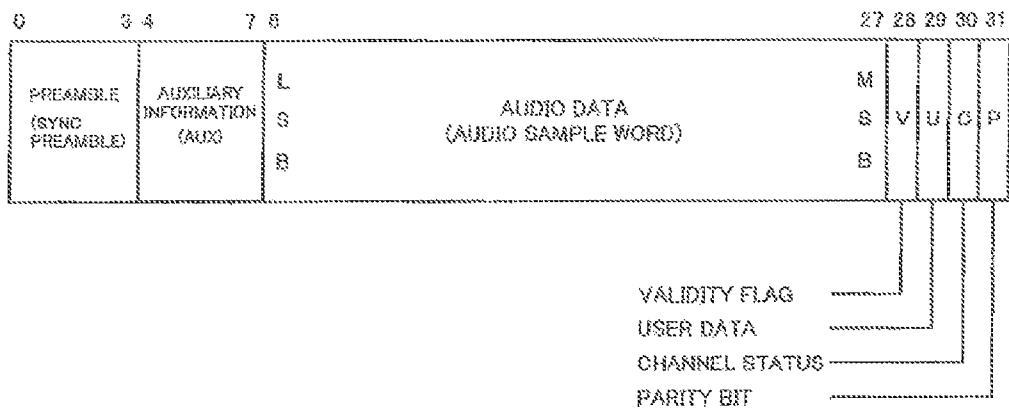 0 3 4 7 8 27 28 29 30 31
PREAMBLE
(SYNC
PREAMBLE)
AUXILIARY
INFORMATION
(AUX)
L
S
B
AUDIO DATA
(AUDIO SAMPLE WORD)
M
S
B
V U C P
VALIDITY FLAG
USER DATA
CHANNEL STATUS
PARITY BIT